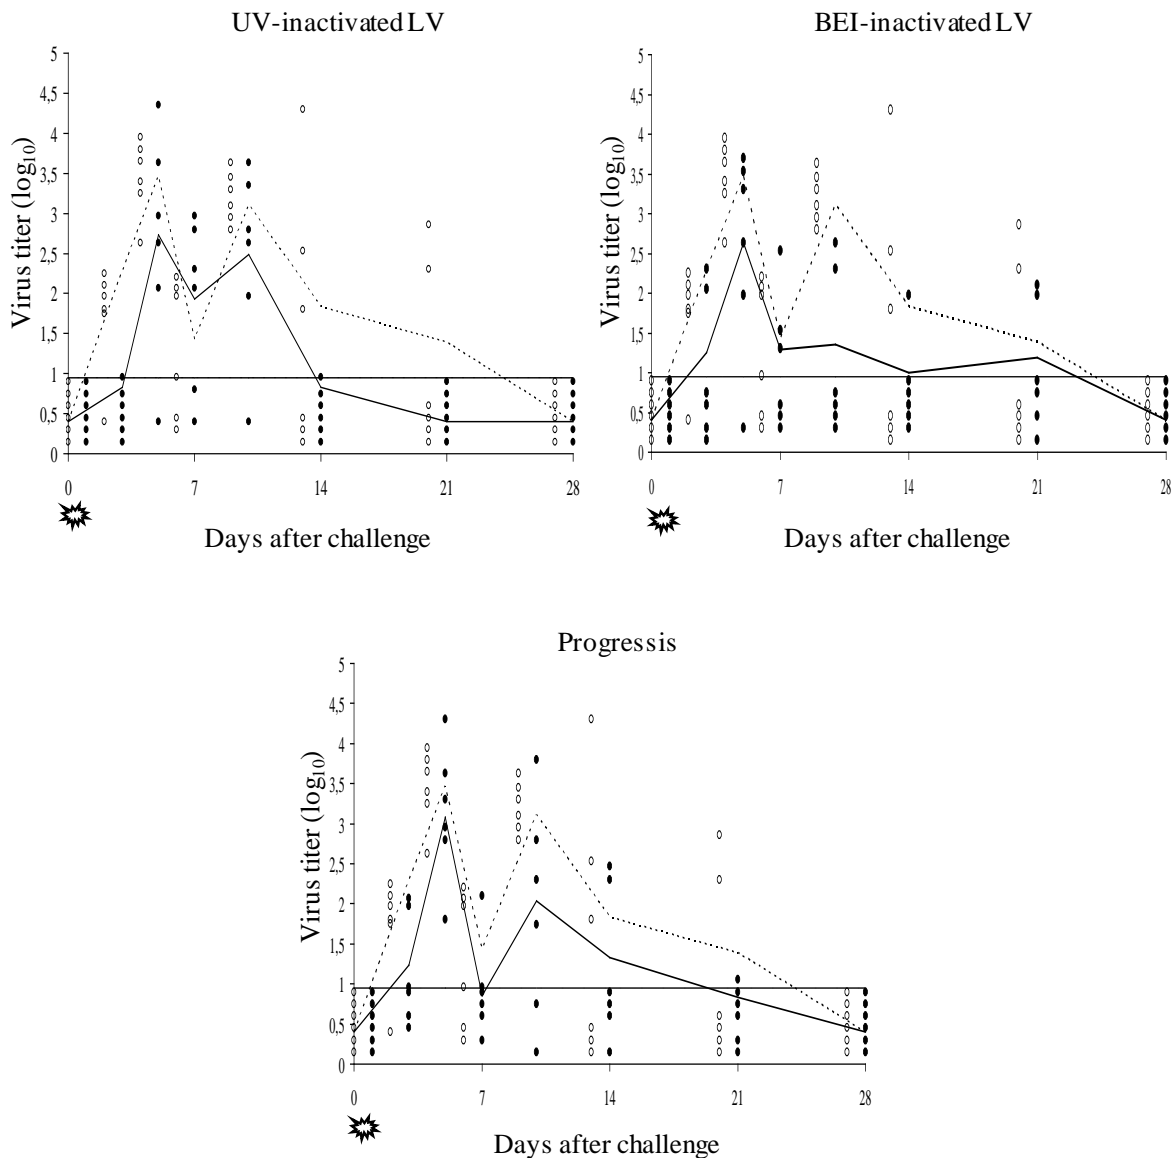 UV-inactivated LV
Virus titer (log10)
5
4,5
4
3,5
3
2,5
2
1,5
1
0,5
0
0 7 14 21 28
Days after challenge
BEI-inactivated LV
Virus titer (log10)
5
4,5
4
3,5
3
2,5
2
1,5
1
0,5
0
0 7 14 21 28
Days after challenge
Progressis
Virus titer (log10)
5
4,5
4
3,5
3
2,5
2
1,5
1
0,5
0
0 7 14 21 28
Days after challenge